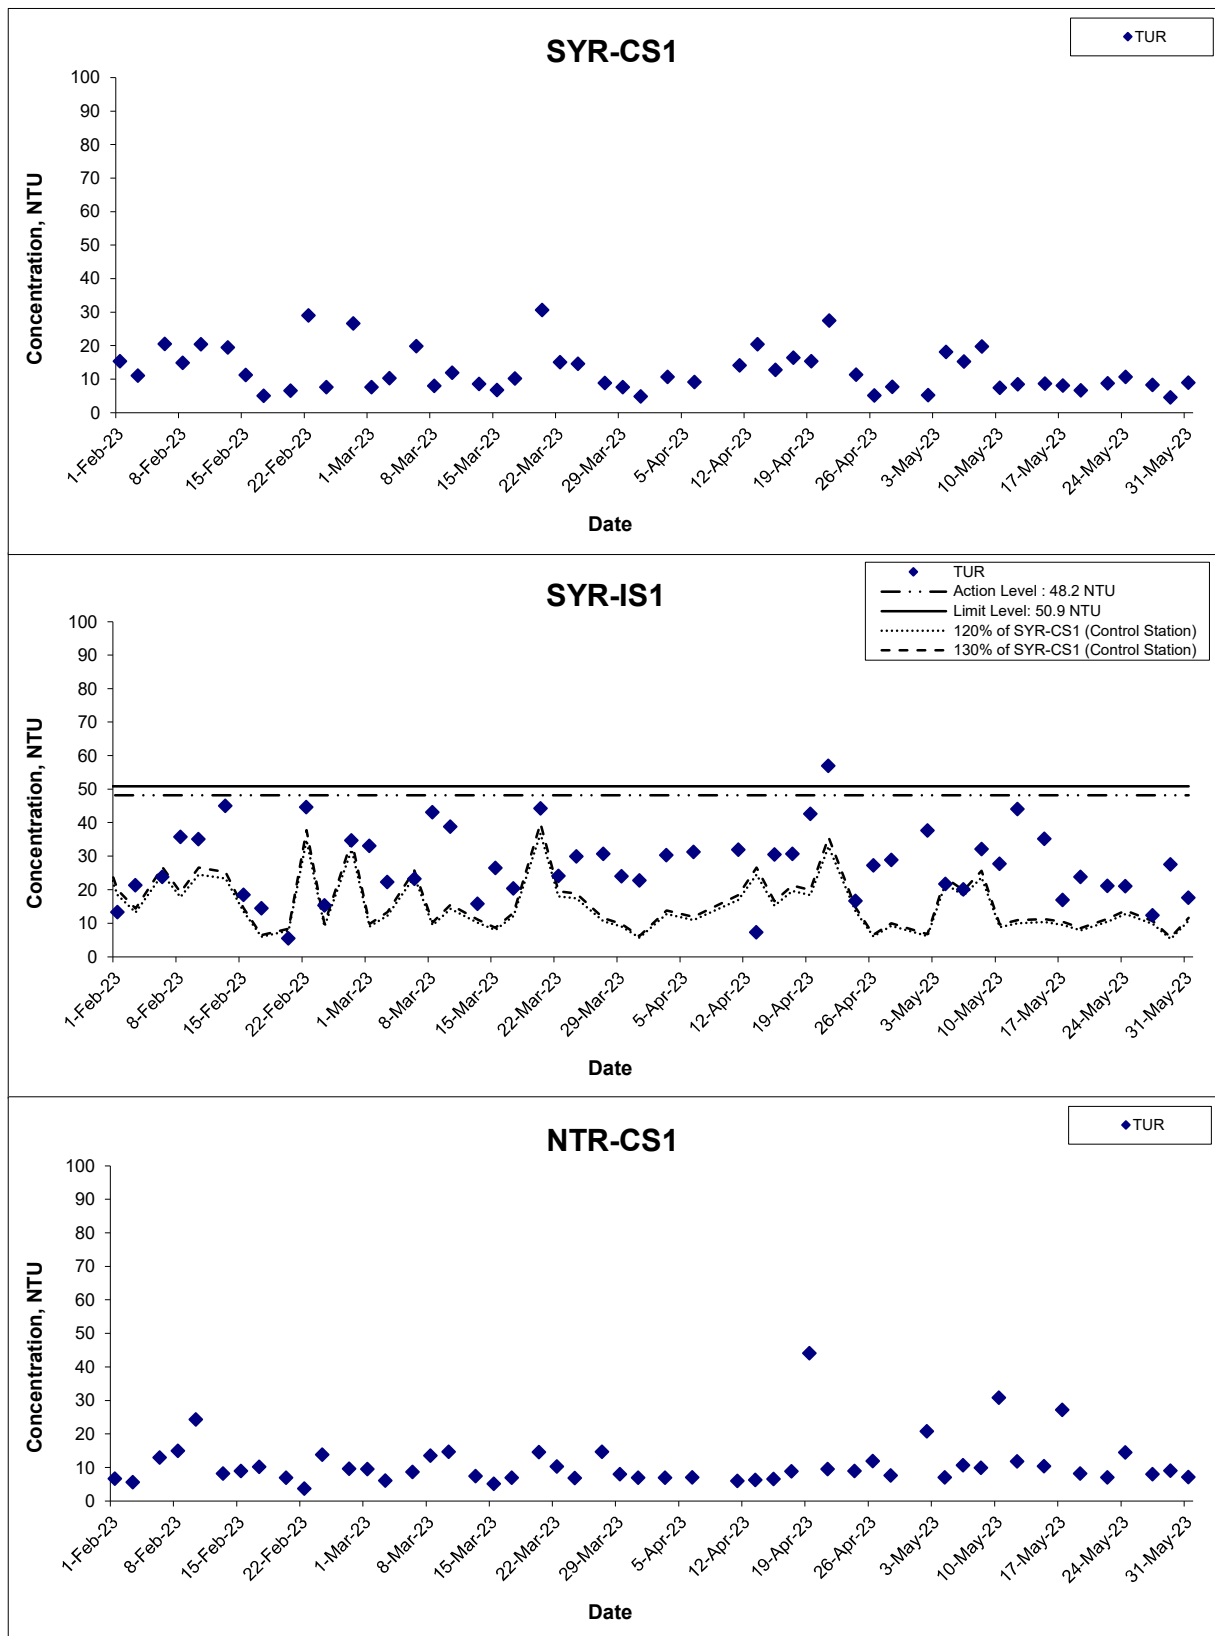 SYR-CS1
TUR
Concentration, NTU
100
90
80
70
60
50
40
30
20
10
0
1-Feb-23
8-Feb-23
15-Feb-23
22-Feb-23
1-Mar-23
8-Mar-23
15-Mar-23
22-Mar-23
29-Mar-23
5-Apr-23
12-Apr-23
19-Apr-23
26-Apr-23
3-May-23
10-May-23
17-May-23
24-May-23
31-May-23
Date
SYR-IS1
TUR
Action Level : 48.2 NTU
Limit Level: 50.9 NTU
120% of SYR-CS1 (Control Station)
130% of SYR-CS1 (Control Station)
Concentration, NTU
100
90
80
70
60
50
40
30
20
10
0
1-Feb-23
8-Feb-23
15-Feb-23
22-Feb-23
1-Mar-23
8-Mar-23
15-Mar-23
22-Mar-23
29-Mar-23
5-Apr-23
12-Apr-23
19-Apr-23
26-Apr-23
3-May-23
10-May-23
17-May-23
24-May-23
31-May-23
Date
NTR-CS1
TUR
Concentration, NTU
100
90
80
70
60
50
40
30
20
10
0
1-Feb-23
8-Feb-23
15-Feb-23
22-Feb-23
1-Mar-23
8-Mar-23
15-Mar-23
22-Mar-23
29-Mar-23
5-Apr-23
12-Apr-23
19-Apr-23
26-Apr-23
3-May-23
10-May-23
17-May-23
24-May-23
31-May-23
Date